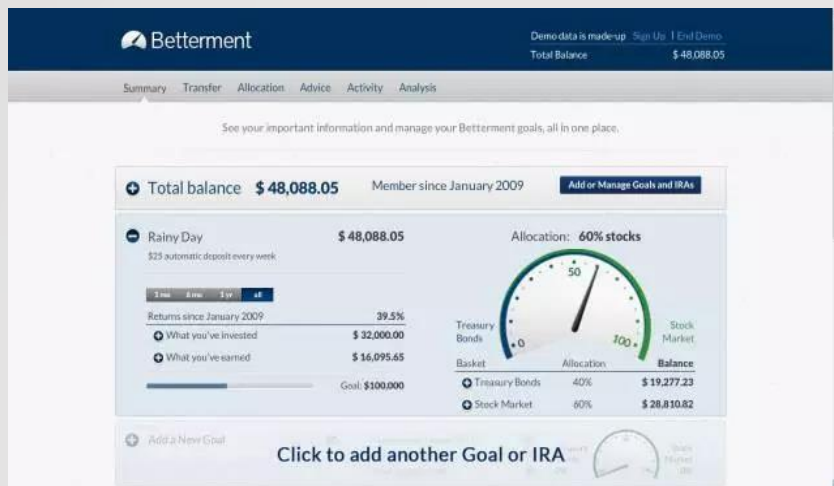 Betterment
Demo data is made-up Sign Up | End Demo
Total Balance $ 48,088.05
Summary Transfer Allocation Advice Activity Analysis
See your important information and manage your Betterment goals, all in one place.
Total balance $ 48,088.05 Member since January 2009 Add or Manage Goals and IRAs
Rainy Day $ 48,088.05
$25 automatic deposit every week
Allocation: 60% stocks
1 mo 6 mo 1 yr all
Returns since January 2009 39.5%
What you've invested $ 32,000.00
What you've earned $ 16,095.65
Goal: $100,000
50
0
100
Treasury
Bonds
Stock
Market
Basket Allocation Balance
Treasury Bonds 40% $ 19,277.23
Stock Market 60% $ 28,810.82
Add a New Goal
Click to add another Goal or IRA